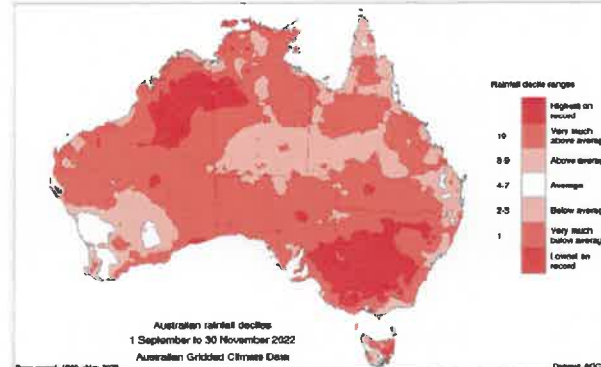 Rainfall decile ranges
Highest on
record
10
Very much
above average
8-9
Above average
4-7
Average
2-3
Below average
1
Very much
below average
Lowest on
record
Australian rainfall deciles
1 September to 30 November 2022
Australian Gridded Climate Data